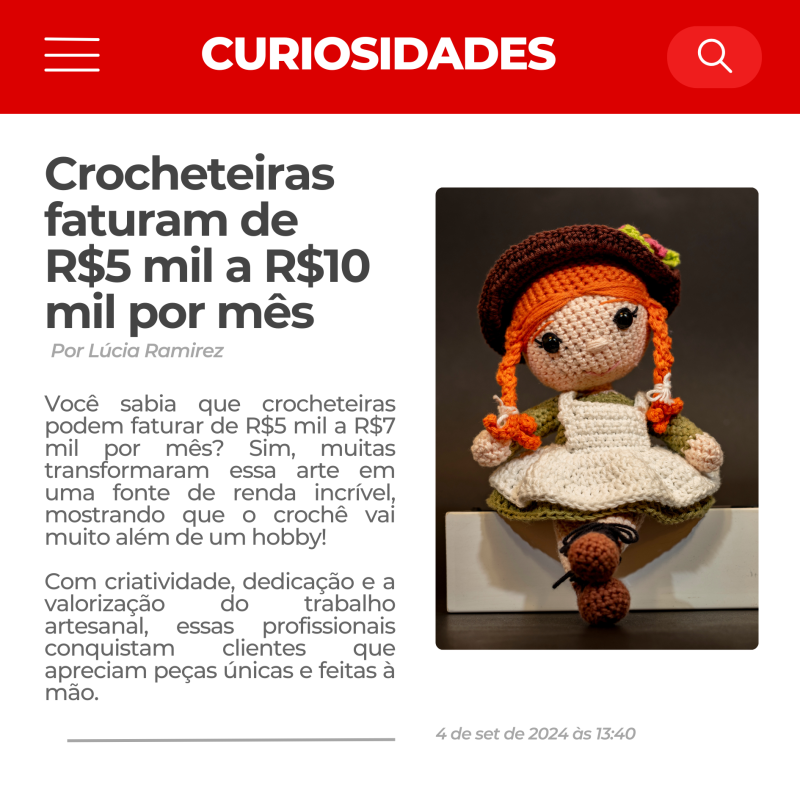 CURIOSIDADES
Crocheteiras
faturam de
R$5 mil a R$10
mil por mês
Por Lúcia Ramirez
Você sabia que crocheteiras
podem faturar de R$5 mil a R$7
mil por mês? Sim, muitas
transformaram essa arte em
uma fonte de renda incrível,
mostrando que o crochê vai
muito além de um hobby!
Com criatividade, dedicação e a
valorização do trabalho
artesanal, essas profissionais
conquistam clientes que
apreciam peças únicas e feitas à
mão.
4 de set de 2024 às 13:40